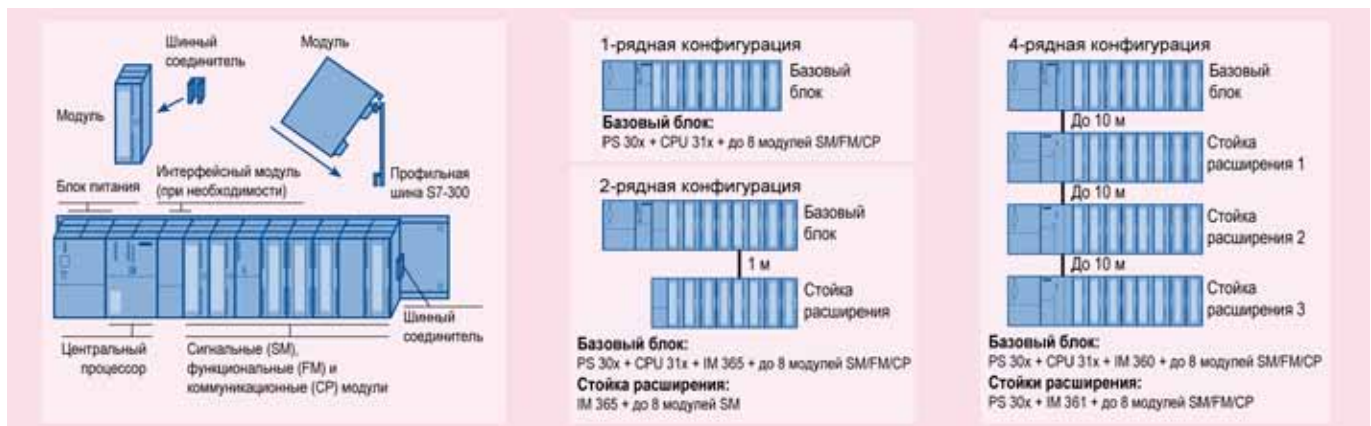 Шинный
соединитель
Модуль
Модуль
Профильная
шина S7-300
Интерфейсный модуль
(при необходимости)
Блок питания
Шинный
соединитель
Центральный
процессор
Сигнальные (SM),
функциональные (FM) и
коммуникационные (CP) модули
1-рядная конфигурация
Базовый
блок
Базовый блок:
PS 30x + CPU 31x + до 8 модулей SM/FM/CP
2-рядная конфигурация
Базовый
блок
1 м
Стойка
расширения
Базовый блок:
PS 30x + CPU 31x + IM 365 + до 8 модулей SM/FM/CP
Стойка расширения:
IM 365 + до 8 модулей SM
4-рядная конфигурация
Базовый
блок
До 10 м
Стойка
расширения 1
До 10 м
Стойка
расширения 2
До 10 м
Стойка
расширения 3
Базовый блок:
PS 30x + CPU 31x + IM 360 + до 8 модулей SM/FM/CP
Стойки расширения:
PS 30x + IM 361 + до 8 модулей SM/FM/CP